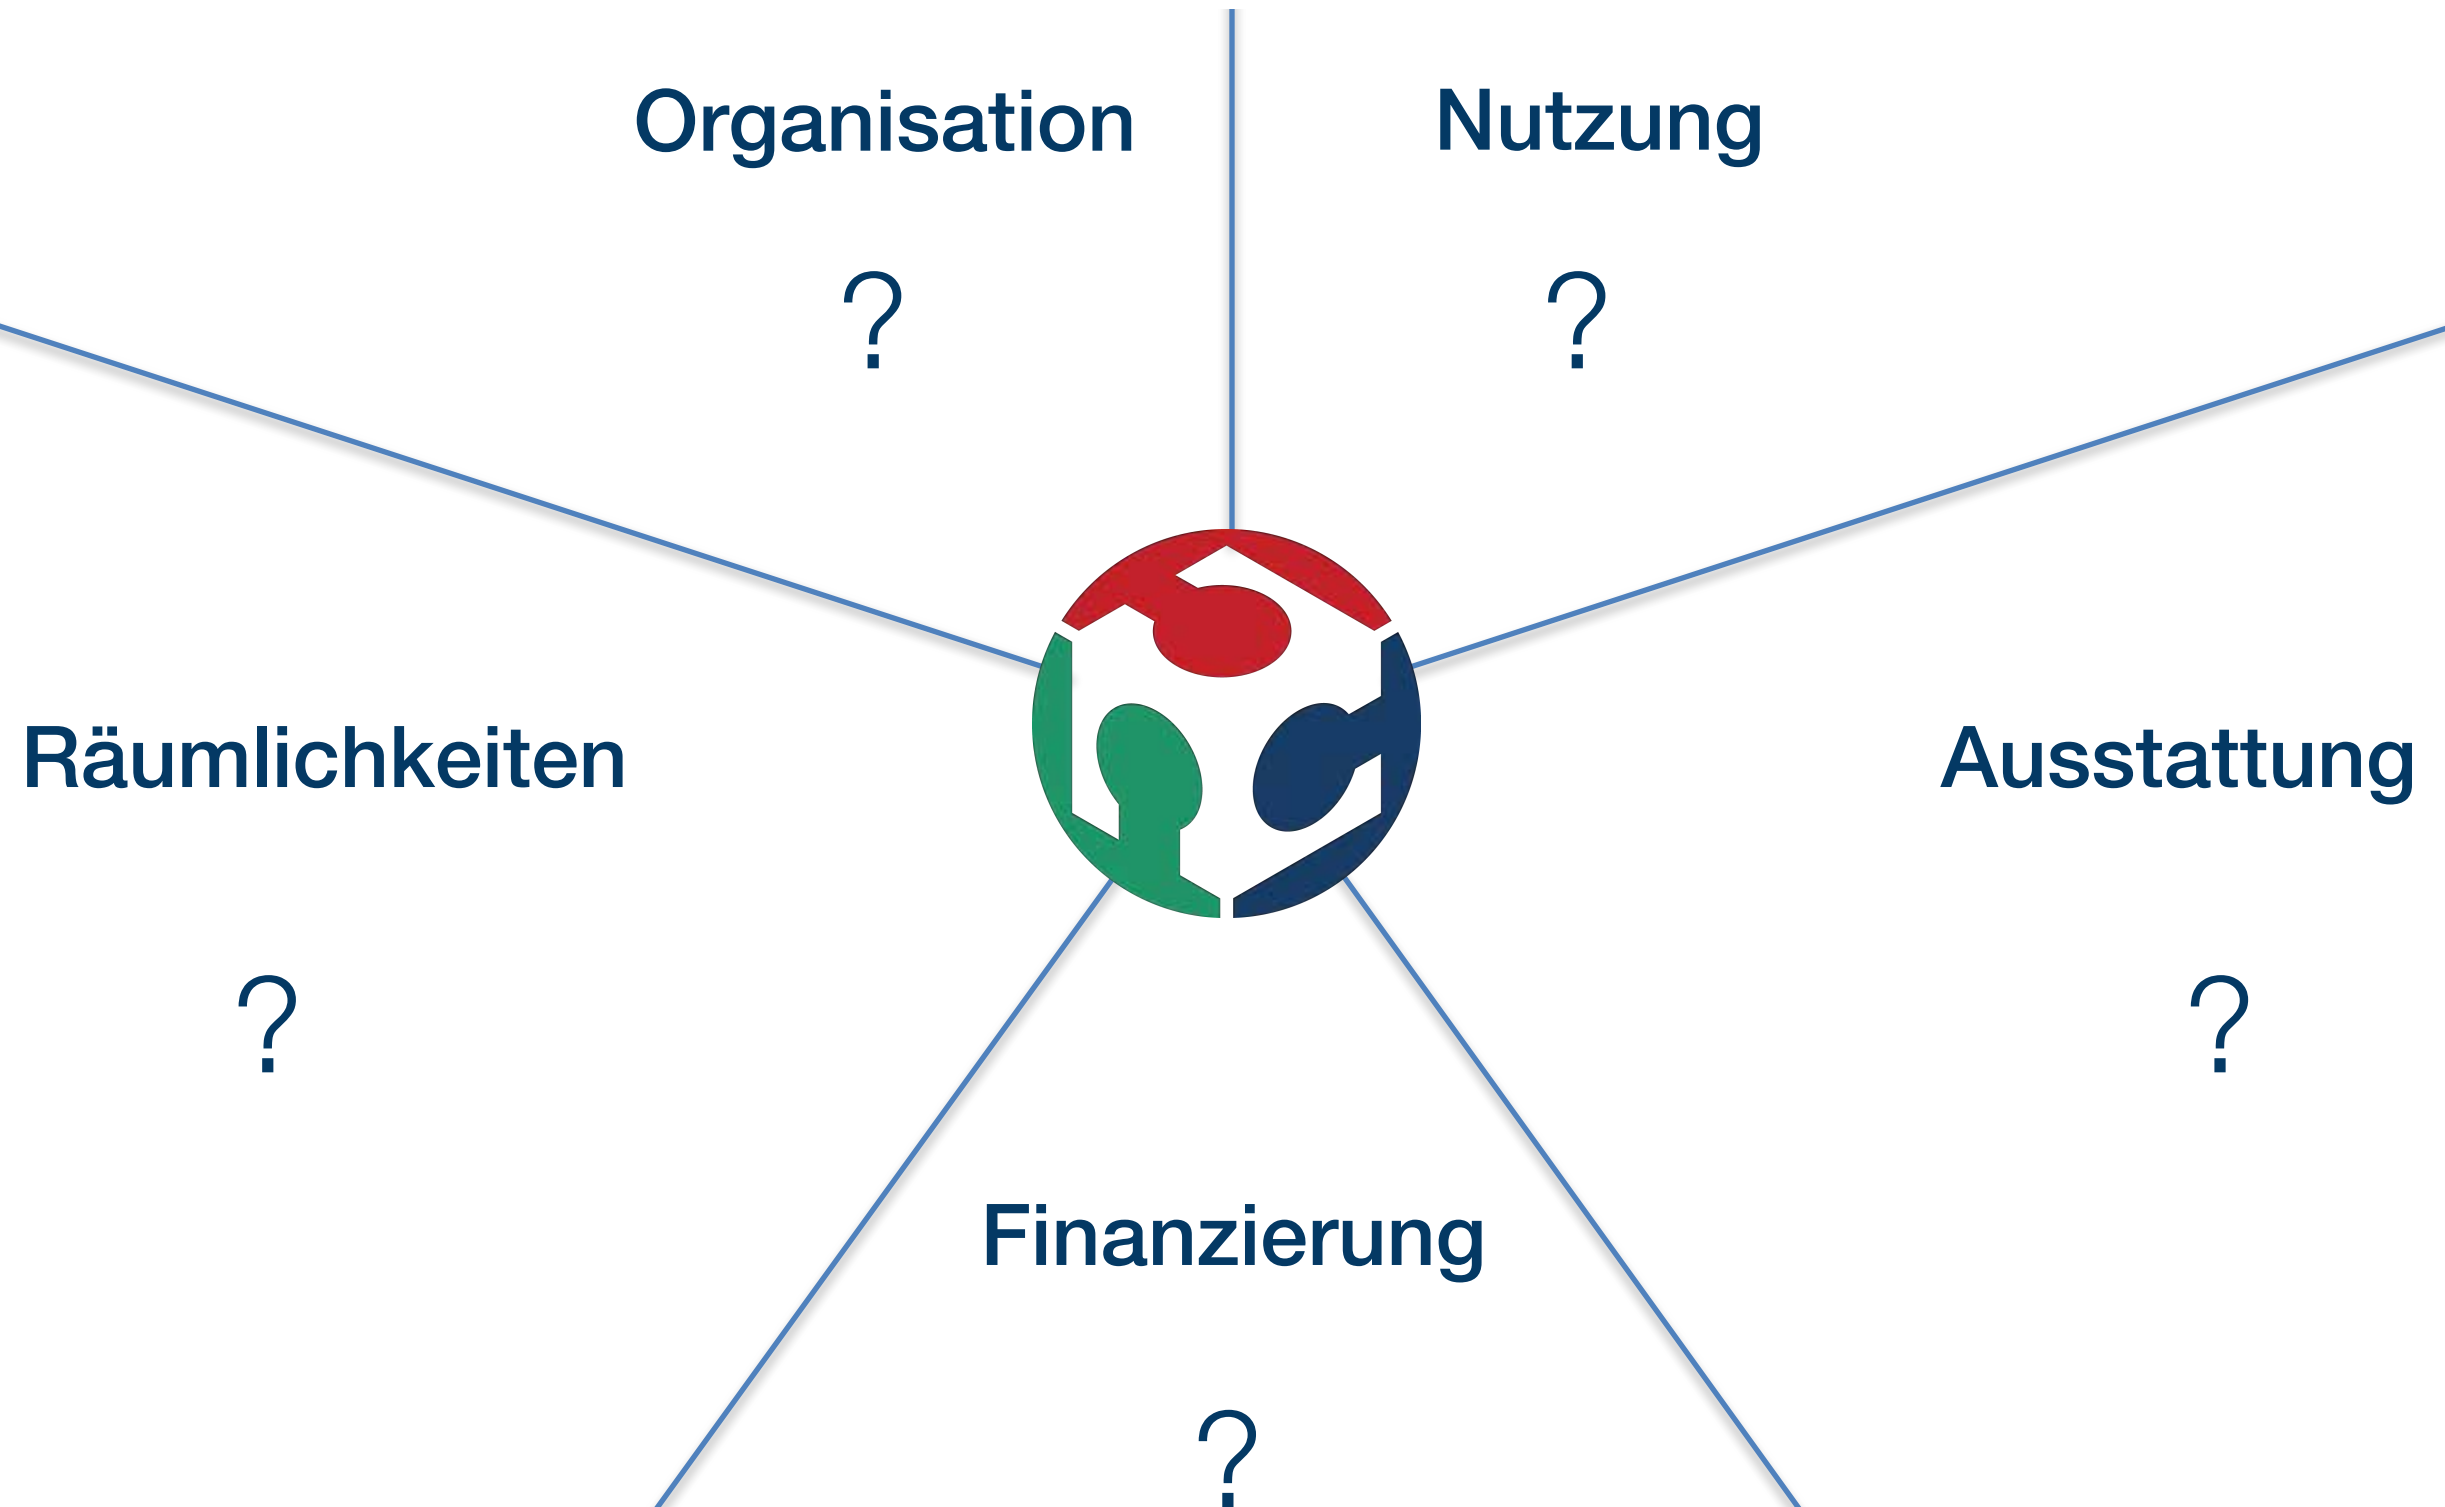 Organisation
Nutzung
?
?
Räumlichkeiten
Ausstattung
?
?
Finanzierung
?